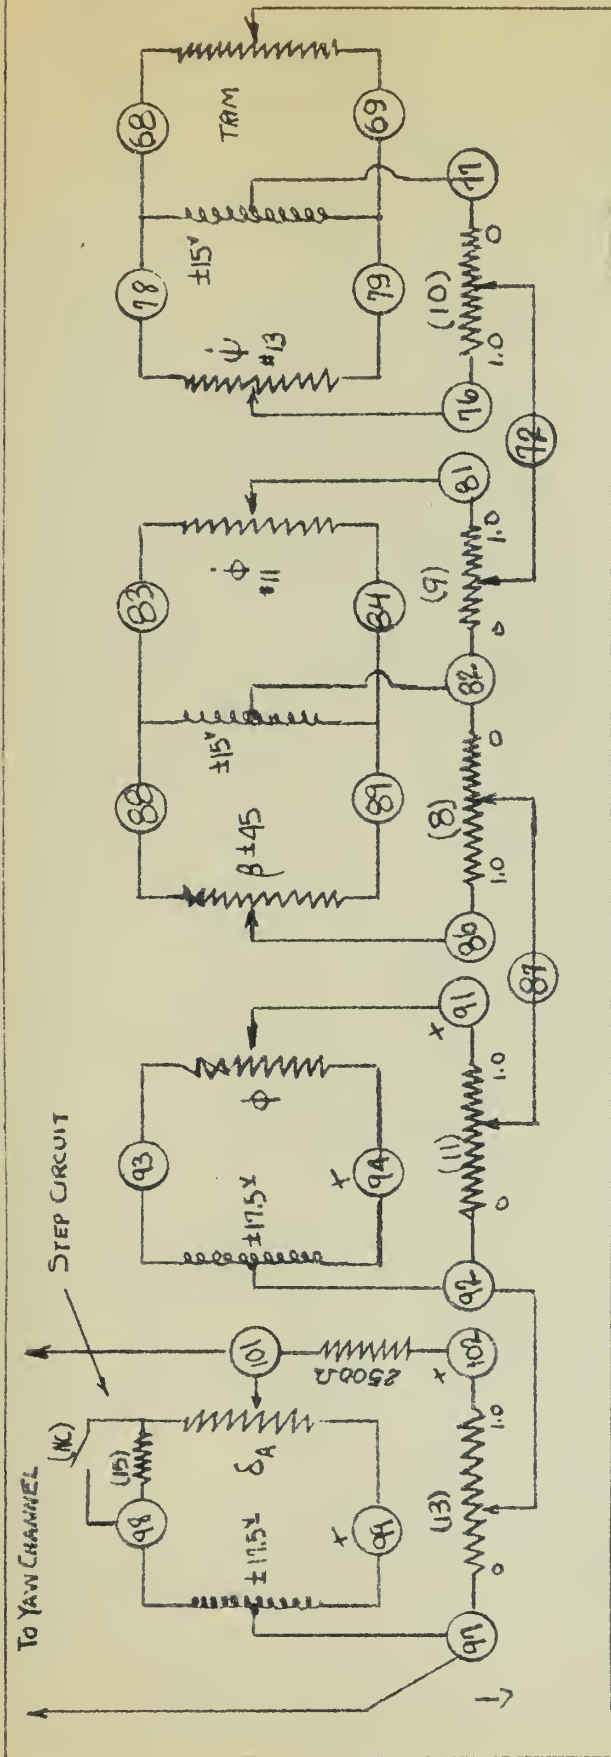 TO YAW CHANNEL
STEP CIRCUIT
(NC)
(15)
98
±17.5V
δA
X
99
101
2500Ω
X
102
97
0
(13)
1.0
93
±17.5V
ϕ
X
94
X
91
92
0
(11)
1.0
87
88
83
β ±45
±15V
ϕ̇
#11
89
84
86
1.0
(8)
0
82
0
(9)
1.0
81
72
78
68
ψ̇
#13
±15V
TRIM
79
69
76
1.0
(10)
0
77